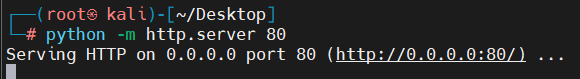 ┌──(root㉿ kali)-[~/Desktop]
└─# python -m http.server 80
Serving HTTP on 0.0.0.0 port 80 (http://0.0.0.0:80/) ...